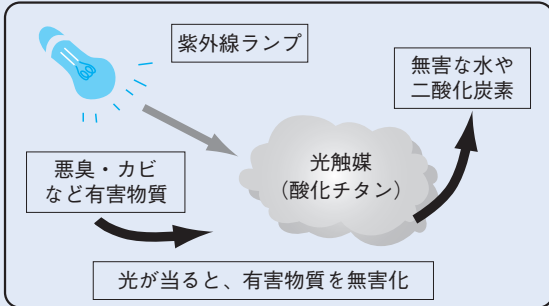 紫外線ランプ
無害な水や
二酸化炭素
悪臭・カビ
など有害物質
光触媒
（酸化チタン）
光が当ると、有害物質を無害化